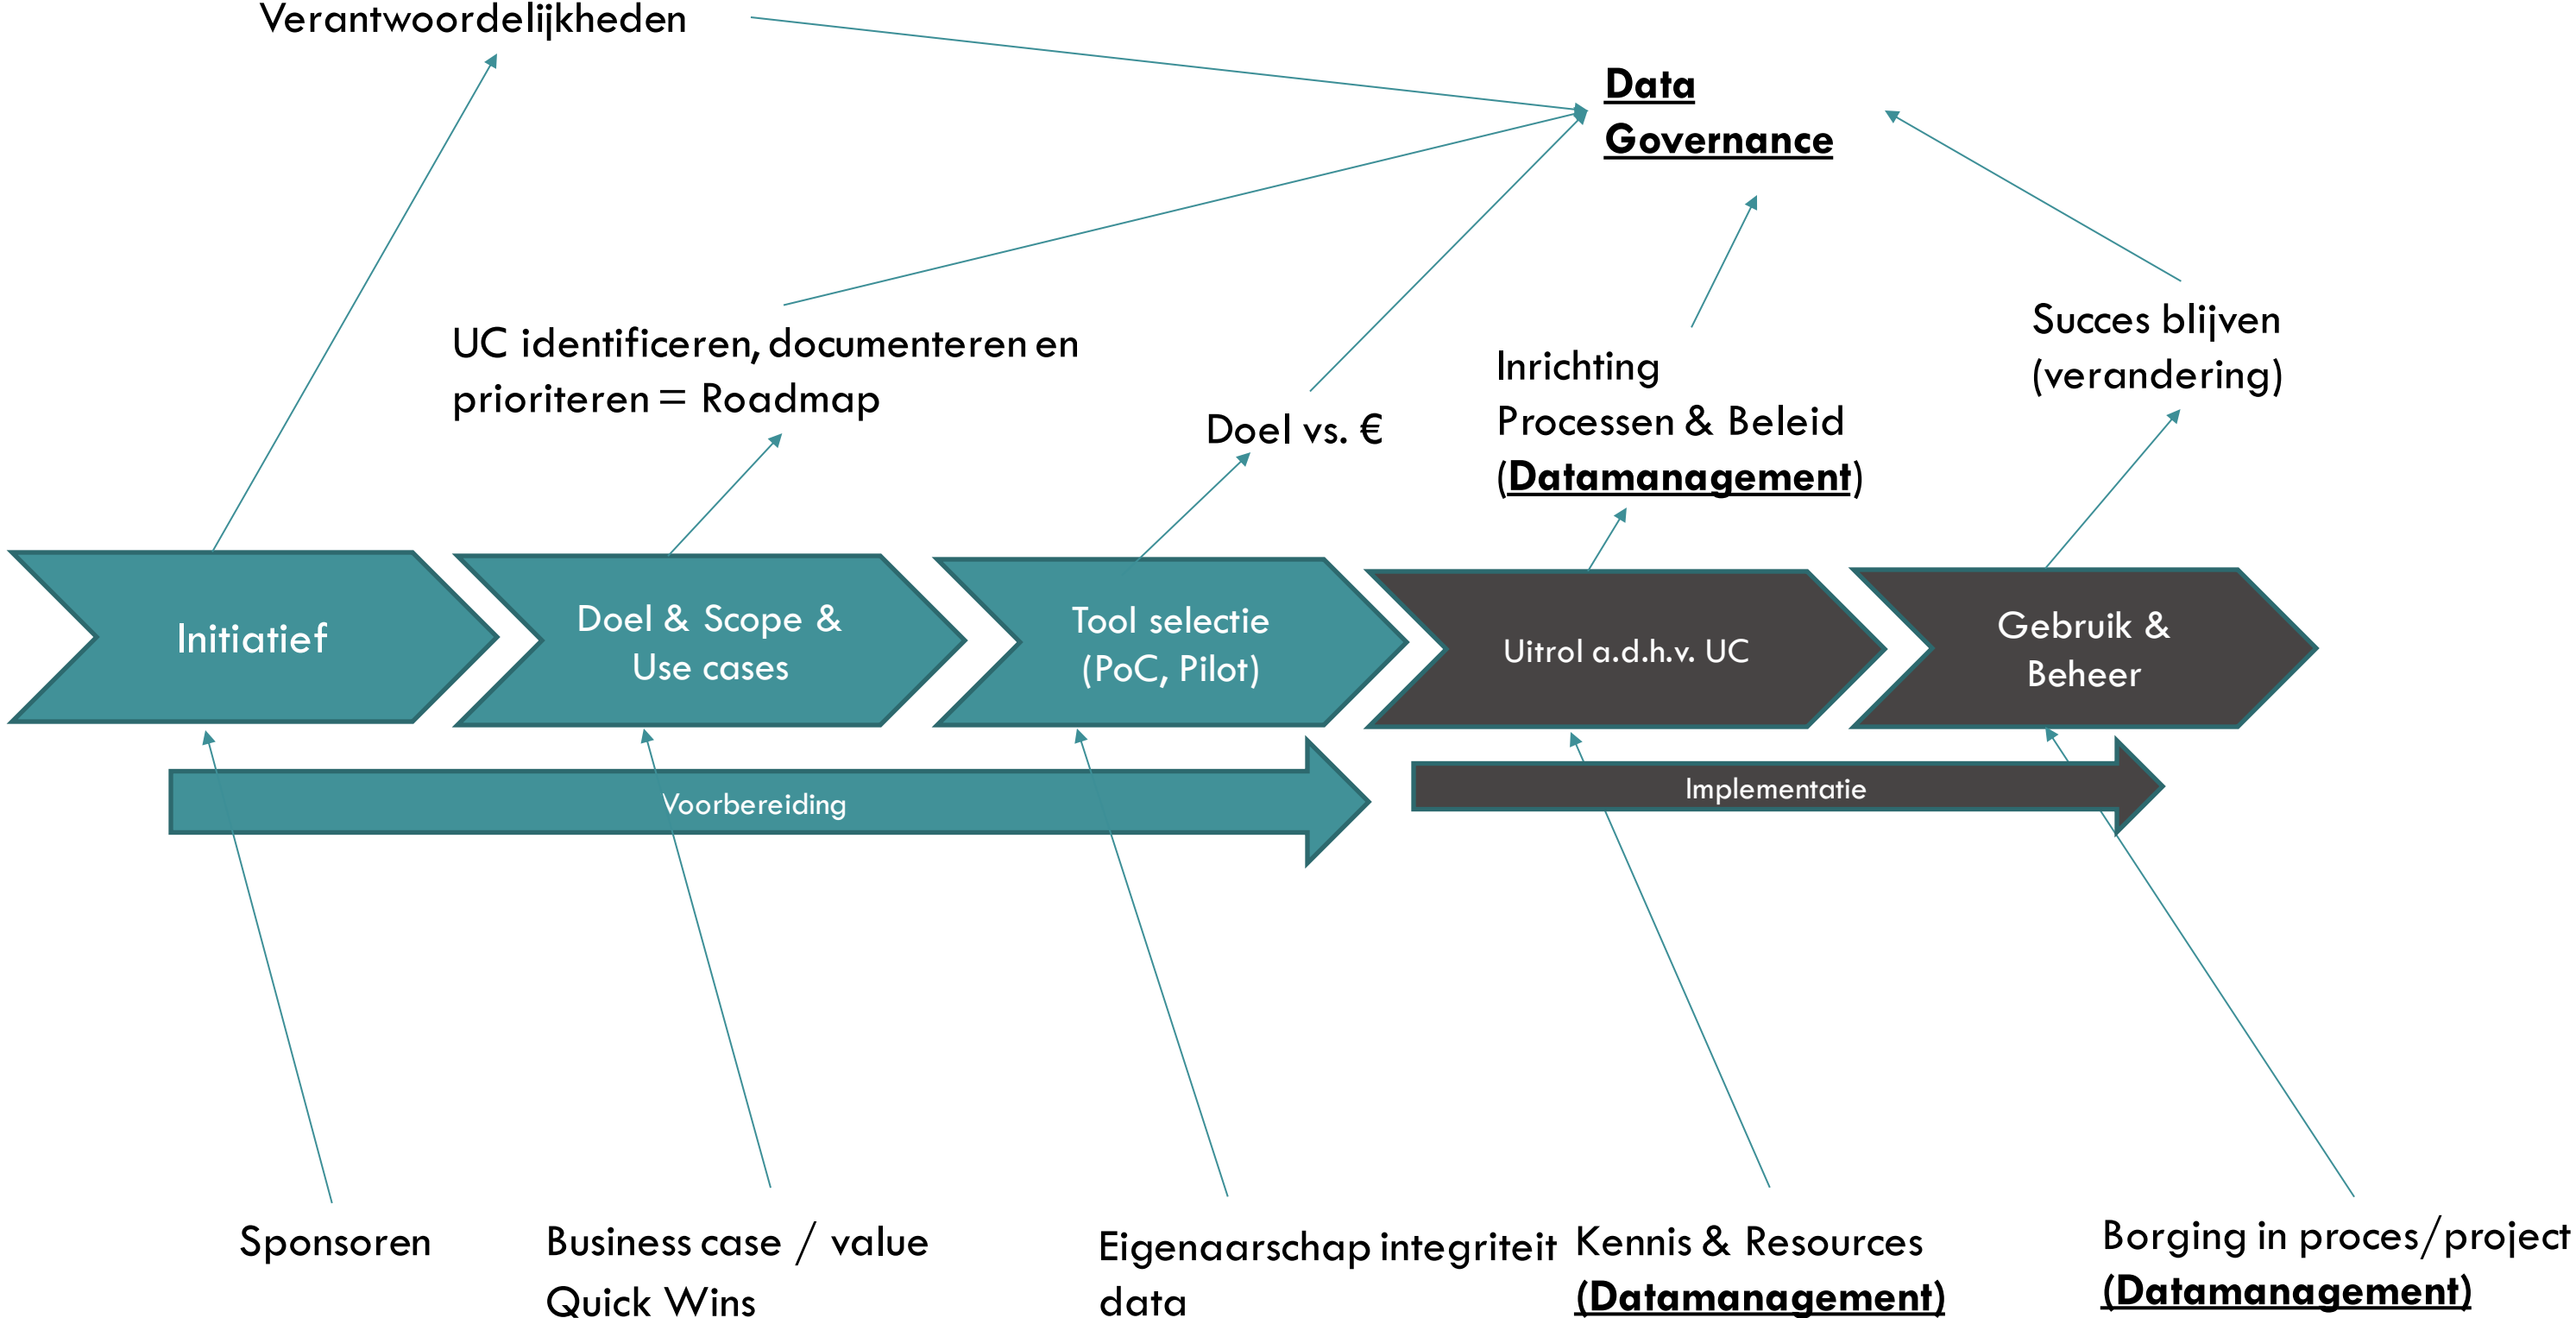 Verantwoordelijkheden
Data
Governance
UC identificeren, documenteren en
prioriteren = Roadmap
Doel vs. €
Inrichting
Processen & Beleid
(Datamanagement)
Succes blijven
(verandering)
Initiatief
Doel & Scope &
Use cases
Tool selectie
(PoC, Pilot)
Uitrol a.d.h.v. UC
Gebruik &
Beheer
Voorbereiding
Implementatie
Sponsoren
Business case / value
Quick Wins
Eigenaarschap integriteit
data
Kennis & Resources
(Datamanagement)
Borging in proces/project
(Datamanagement)